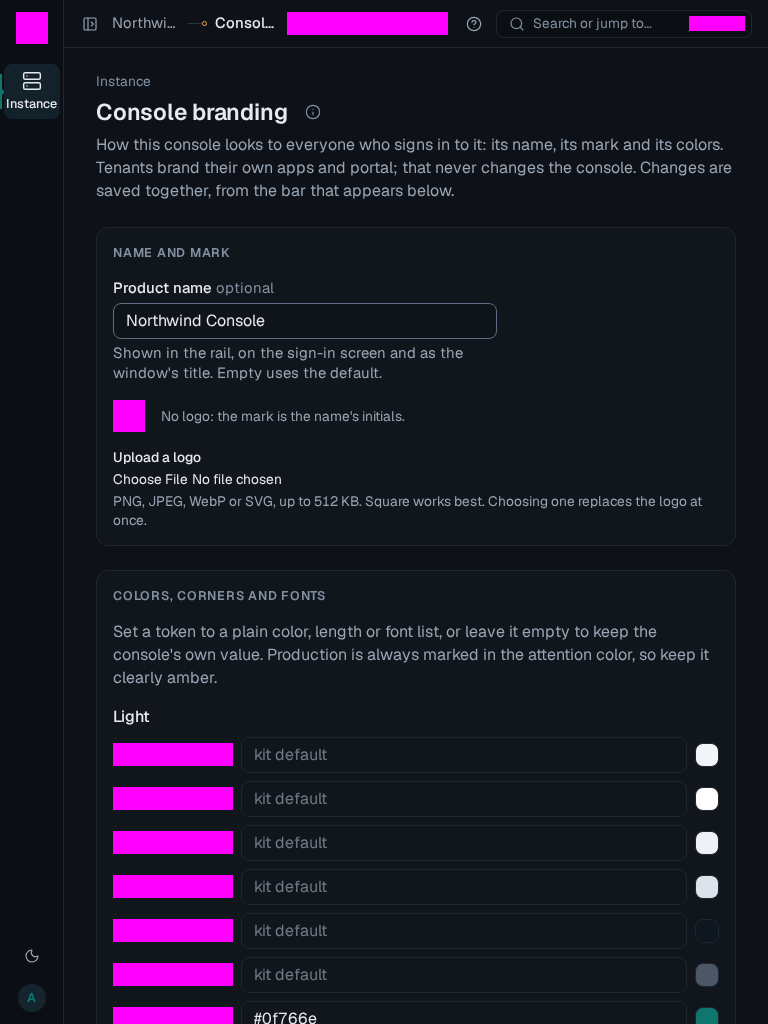 Northwi...
Consol...
Search or jump to...
Instance
Instance
Console branding
How this console looks to everyone who signs in to it: its name, its mark and its colors.
Tenants brand their own apps and portal; that never changes the console. Changes are
saved together, from the bar that appears below.
NAME AND MARK
Product name optional
Northwind Console
Shown in the rail, on the sign-in screen and as the
window's title. Empty uses the default.
No logo: the mark is the name's initials.
Upload a logo
Choose File No file chosen
PNG, JPEG, WebP or SVG, up to 512 KB. Square works best. Choosing one replaces the logo at
once.
COLORS, CORNERS AND FONTS
Set a token to a plain color, length or font list, or leave it empty to keep the
console's own value. Production is always marked in the attention color, so keep it
clearly amber.
Light
kit default
kit default
kit default
kit default
kit default
kit default
#0f766e
A